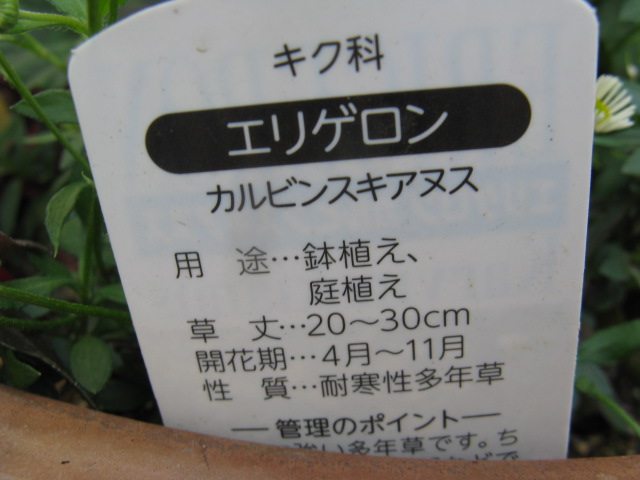 キク科
エリゲロン
カルビンスキアヌス
用 途…鉢植え、
庭植え
草 丈…20〜30cm
開花期…4月〜11月
性 質…耐寒性多年草
管理のポイント
強い多年草です。ち